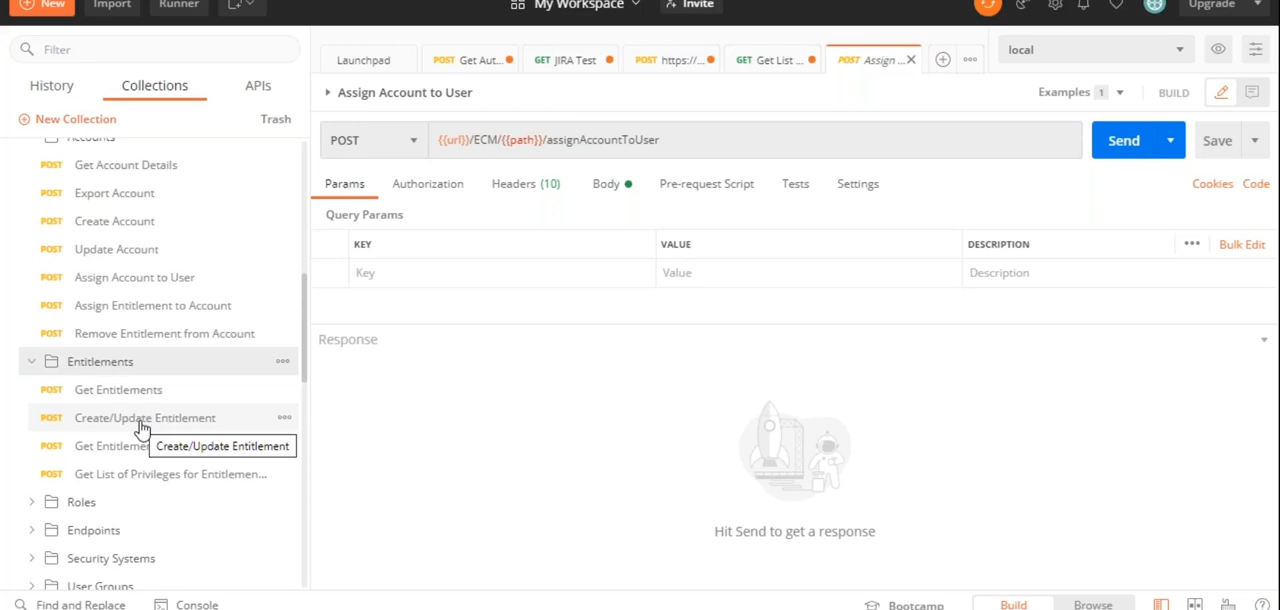 New Import Runner My Workspace Invite Upgrade
Filter
History Collections APIs
New Collection Trash
Accounts
POST Get Account Details
POST Export Account
POST Create Account
POST Update Account
POST Assign Account to User
POST Assign Entitlement to Account
POST Remove Entitlement from Account
Entitlements
POST Get Entitlements
POST Create/Update Entitlement
POST Get Entitlemer
Create/Update Entitlement
POST Get List of Privileges for Entitlemen...
Roles
Endpoints
Security Systems
User Groups
Launchpad POST Get Aut... GET JIRA Test POST https://... GET Get List ... POST Assign ... local
Assign Account to User Examples 1 BUILD
POST {{url}}/ECM/{{path}}/assignAccountToUser Send Save
Params Authorization Headers (10) Body Pre-request Script Tests Settings Cookies Code
Query Params
KEY VALUE DESCRIPTION ••• Bulk Edit
Key Value Description
Response
Hit Send to get a response
Find and Replace Console Bootcamp Build Browse